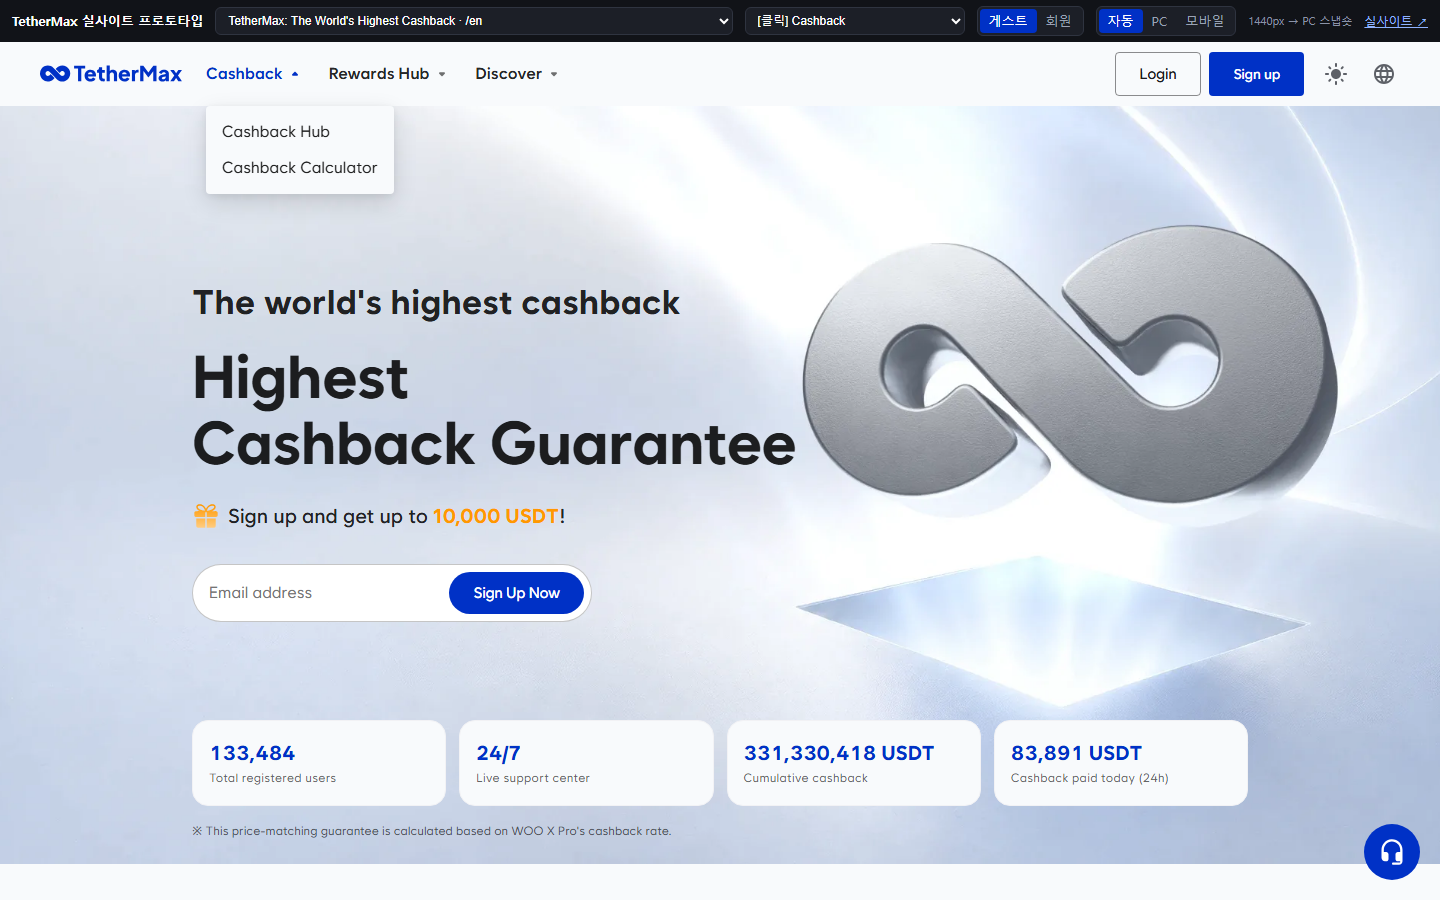 TetherMax 실사이트 프로토타입
TetherMax: The World's Highest Cashback · /en
[클릭] Cashback
게스트 회원
자동 PC 모바일
1440px → PC 스냅숏
실사이트 ↗
TetherMax
Cashback
Rewards Hub
Discover
Login
Sign up
Cashback Hub
Cashback Calculator
The world's highest cashback
Highest
Cashback Guarantee
Sign up and get up to 10,000 USDT!
Email address
Sign Up Now
133,484
Total registered users
24/7
Live support center
331,330,418 USDT
Cumulative cashback
83,891 USDT
Cashback paid today (24h)
※ This price-matching guarantee is calculated based on WOO X Pro's cashback rate.